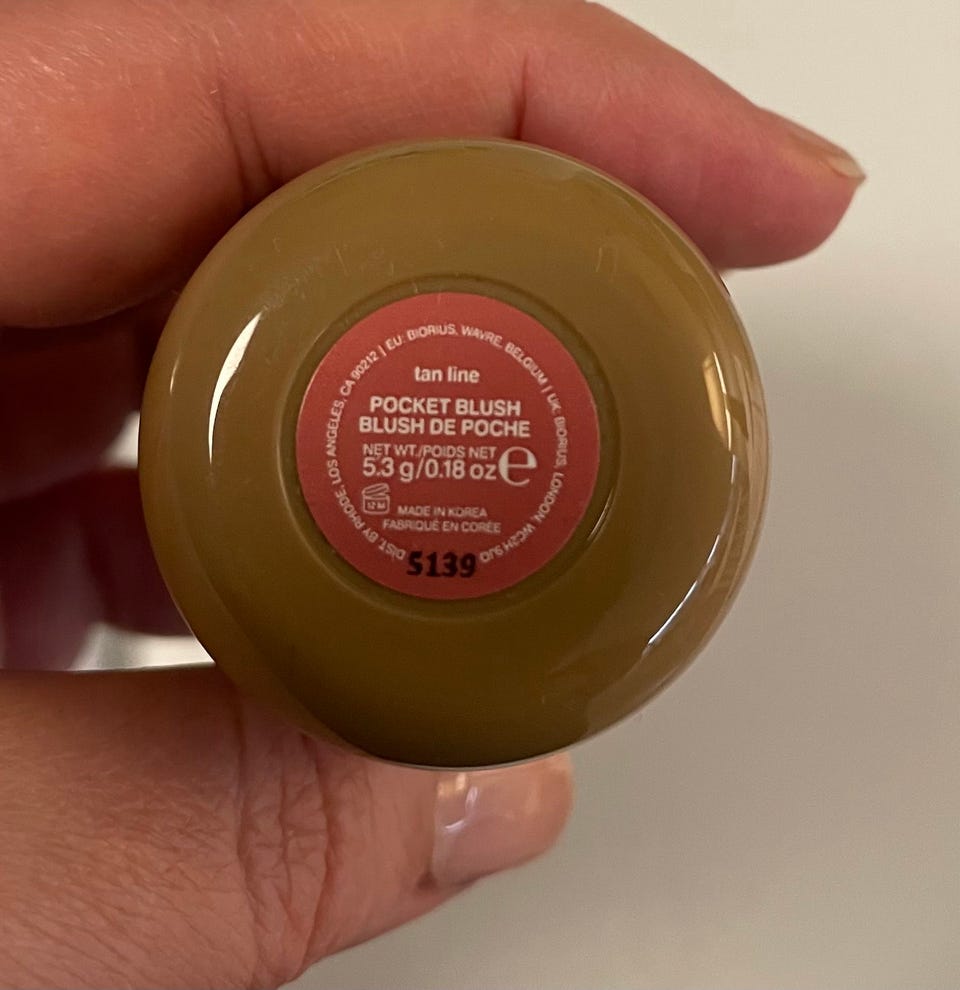 tan line
POCKET BLUSH
BLUSH DE POCHE
NET WT./POIDS NET
5.3 g/0.18 oz e
12 M
MADE IN KOREA
FABRIQUÉ EN CORÉE
DIST. BY RHODE, LOS ANGELES, CA 90212 | EU: BIORIUS, WAVRE, BELGIUM | UK: BIORIUS, LONDON, WC2H 9JQ
5139